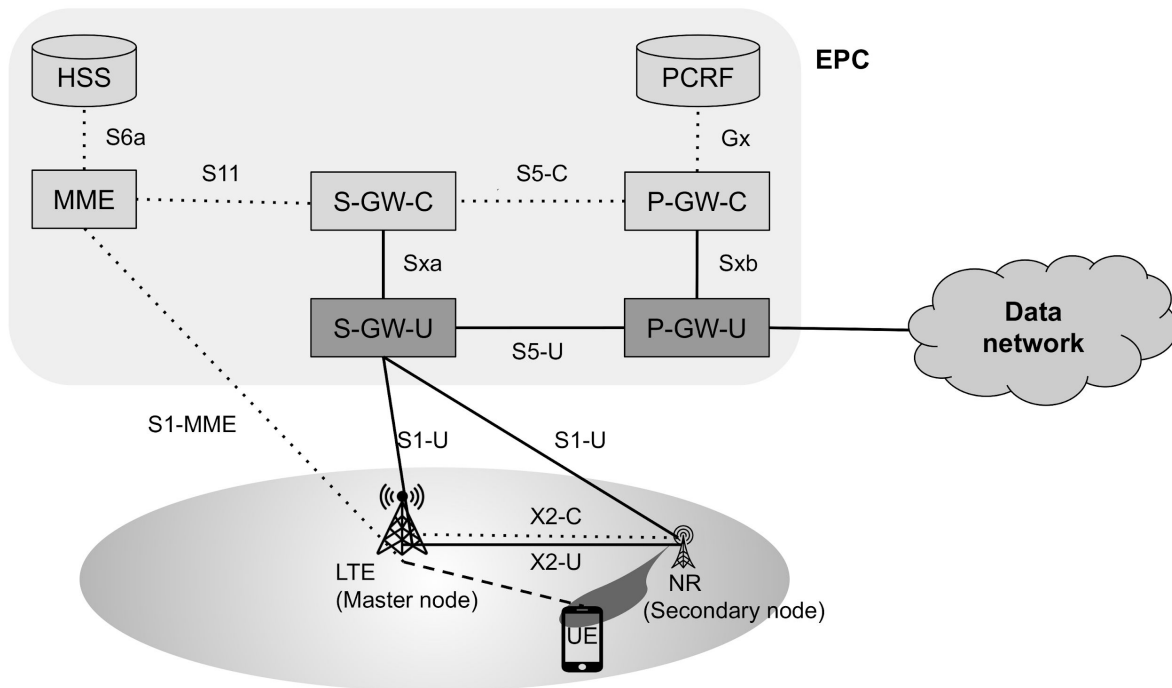 HSS
PCRF
EPC
S6a
Gx
S11
S5-C
MME
S-GW-C
P-GW-C
Sxa
Sxb
S-GW-U
P-GW-U
Data
network
S5-U
S1-MME
S1-U
S1-U
X2-C
X2-U
LTE
(Master node)
NR
(Secondary node)
UE